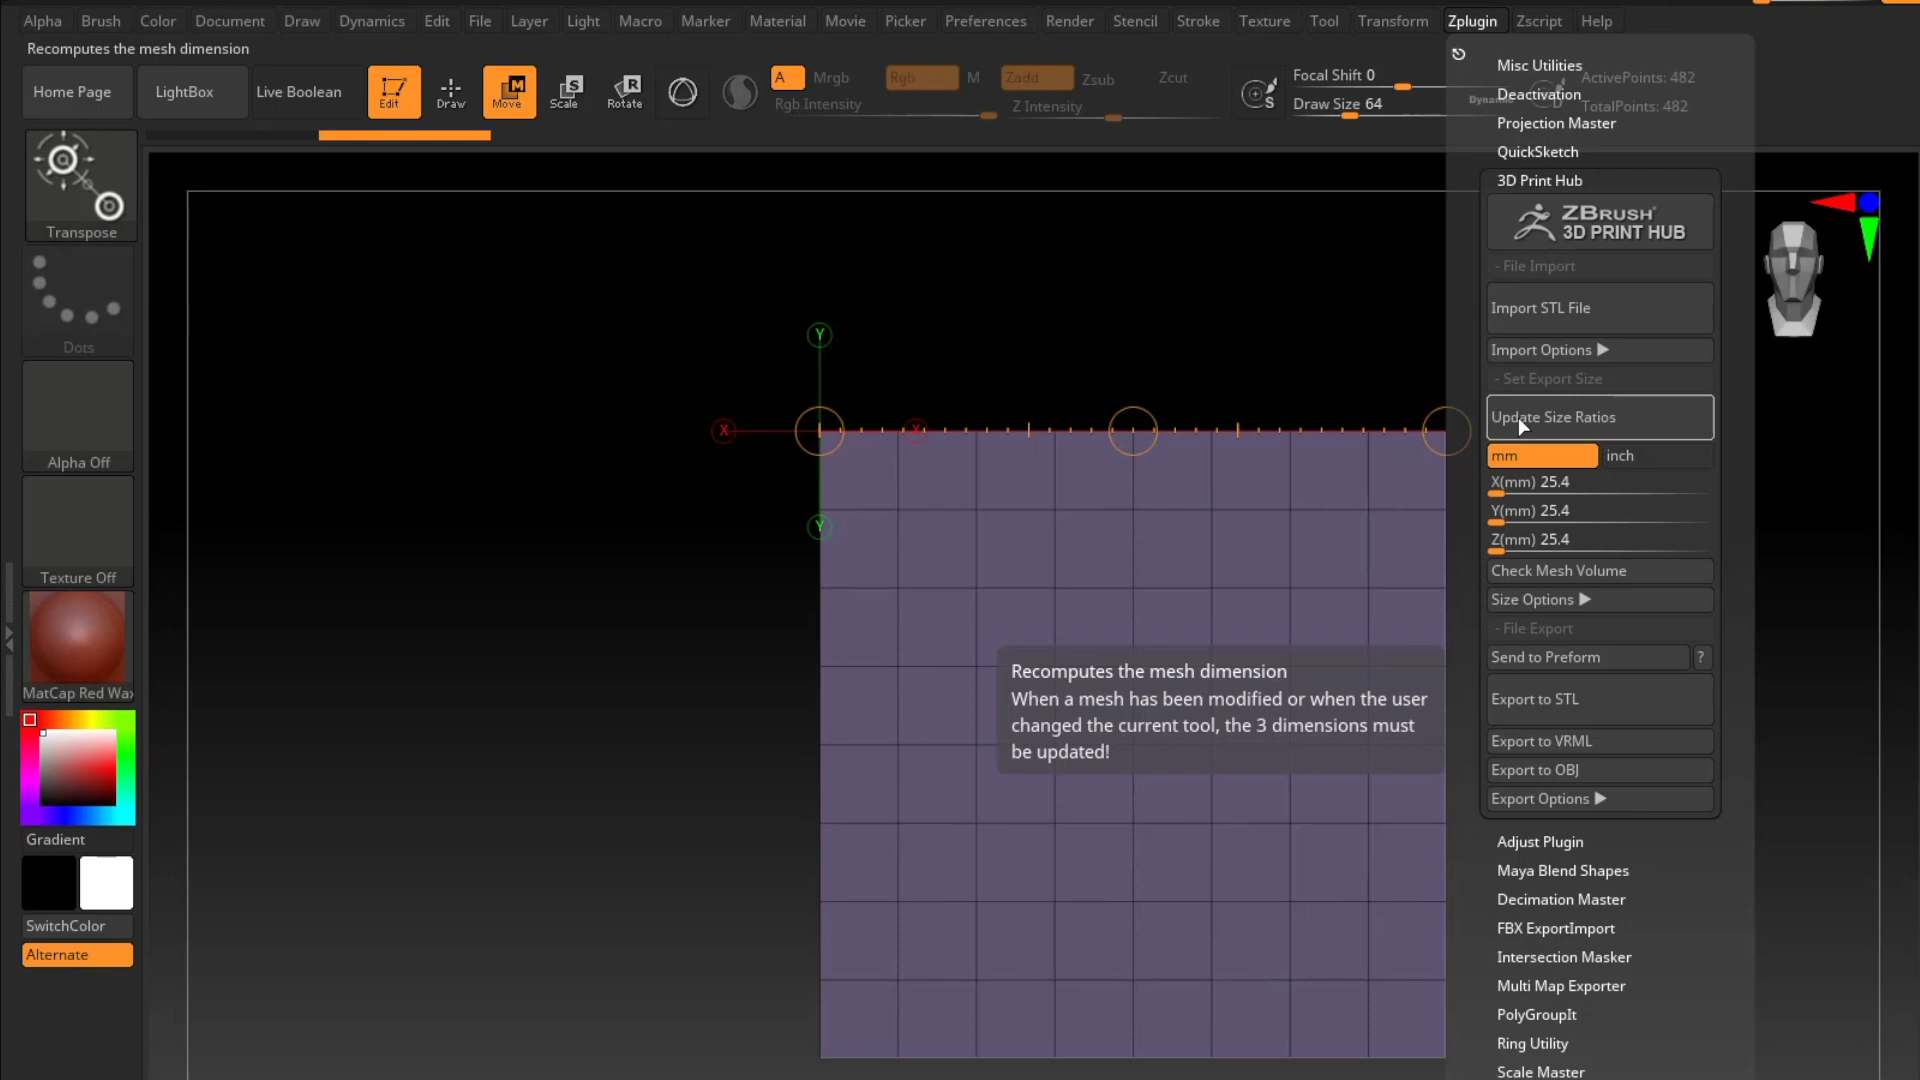 Alpha Brush Color Document Draw Dynamics Edit File Layer Light Macro Marker Material Movie Picker Preferences Render Stencil Stroke Texture Tool Transform Zplugin Zscript Help
Recomputes the mesh dimension
Home Page
LightBox
Live Boolean
Edit
Draw
M
Move
S
Scale
R
Rotate
A
Mrgb
Rgb
M
Zadd
Zsub
Zcut
Rgb Intensity
Z Intensity
S
Focal Shift 0
Draw Size 64
ActivePoints: 482
TotalPoints: 482
Transpose
Dots
Alpha Off
Texture Off
MatCap Red Wax
Gradient
SwitchColor
Alternate
Y
X
X
Y
Recomputes the mesh dimension
When a mesh has been modified or when the user
changed the current tool, the 3 dimensions must
be updated!
Misc Utilities
Deactivation
Projection Master
QuickSketch
3D Print Hub
ZBRUSH®
3D PRINT HUB
- File Import
Import STL File
Import Options
- Set Export Size
Update Size Ratios
mm
inch
X(mm) 25.4
Y(mm) 25.4
Z(mm) 25.4
Check Mesh Volume
Size Options
- File Export
Send to Preform
?
Export to STL
Export to VRML
Export to OBJ
Export Options
Adjust Plugin
Maya Blend Shapes
Decimation Master
FBX ExportImport
Intersection Masker
Multi Map Exporter
PolyGroupIt
Ring Utility
Scale Master